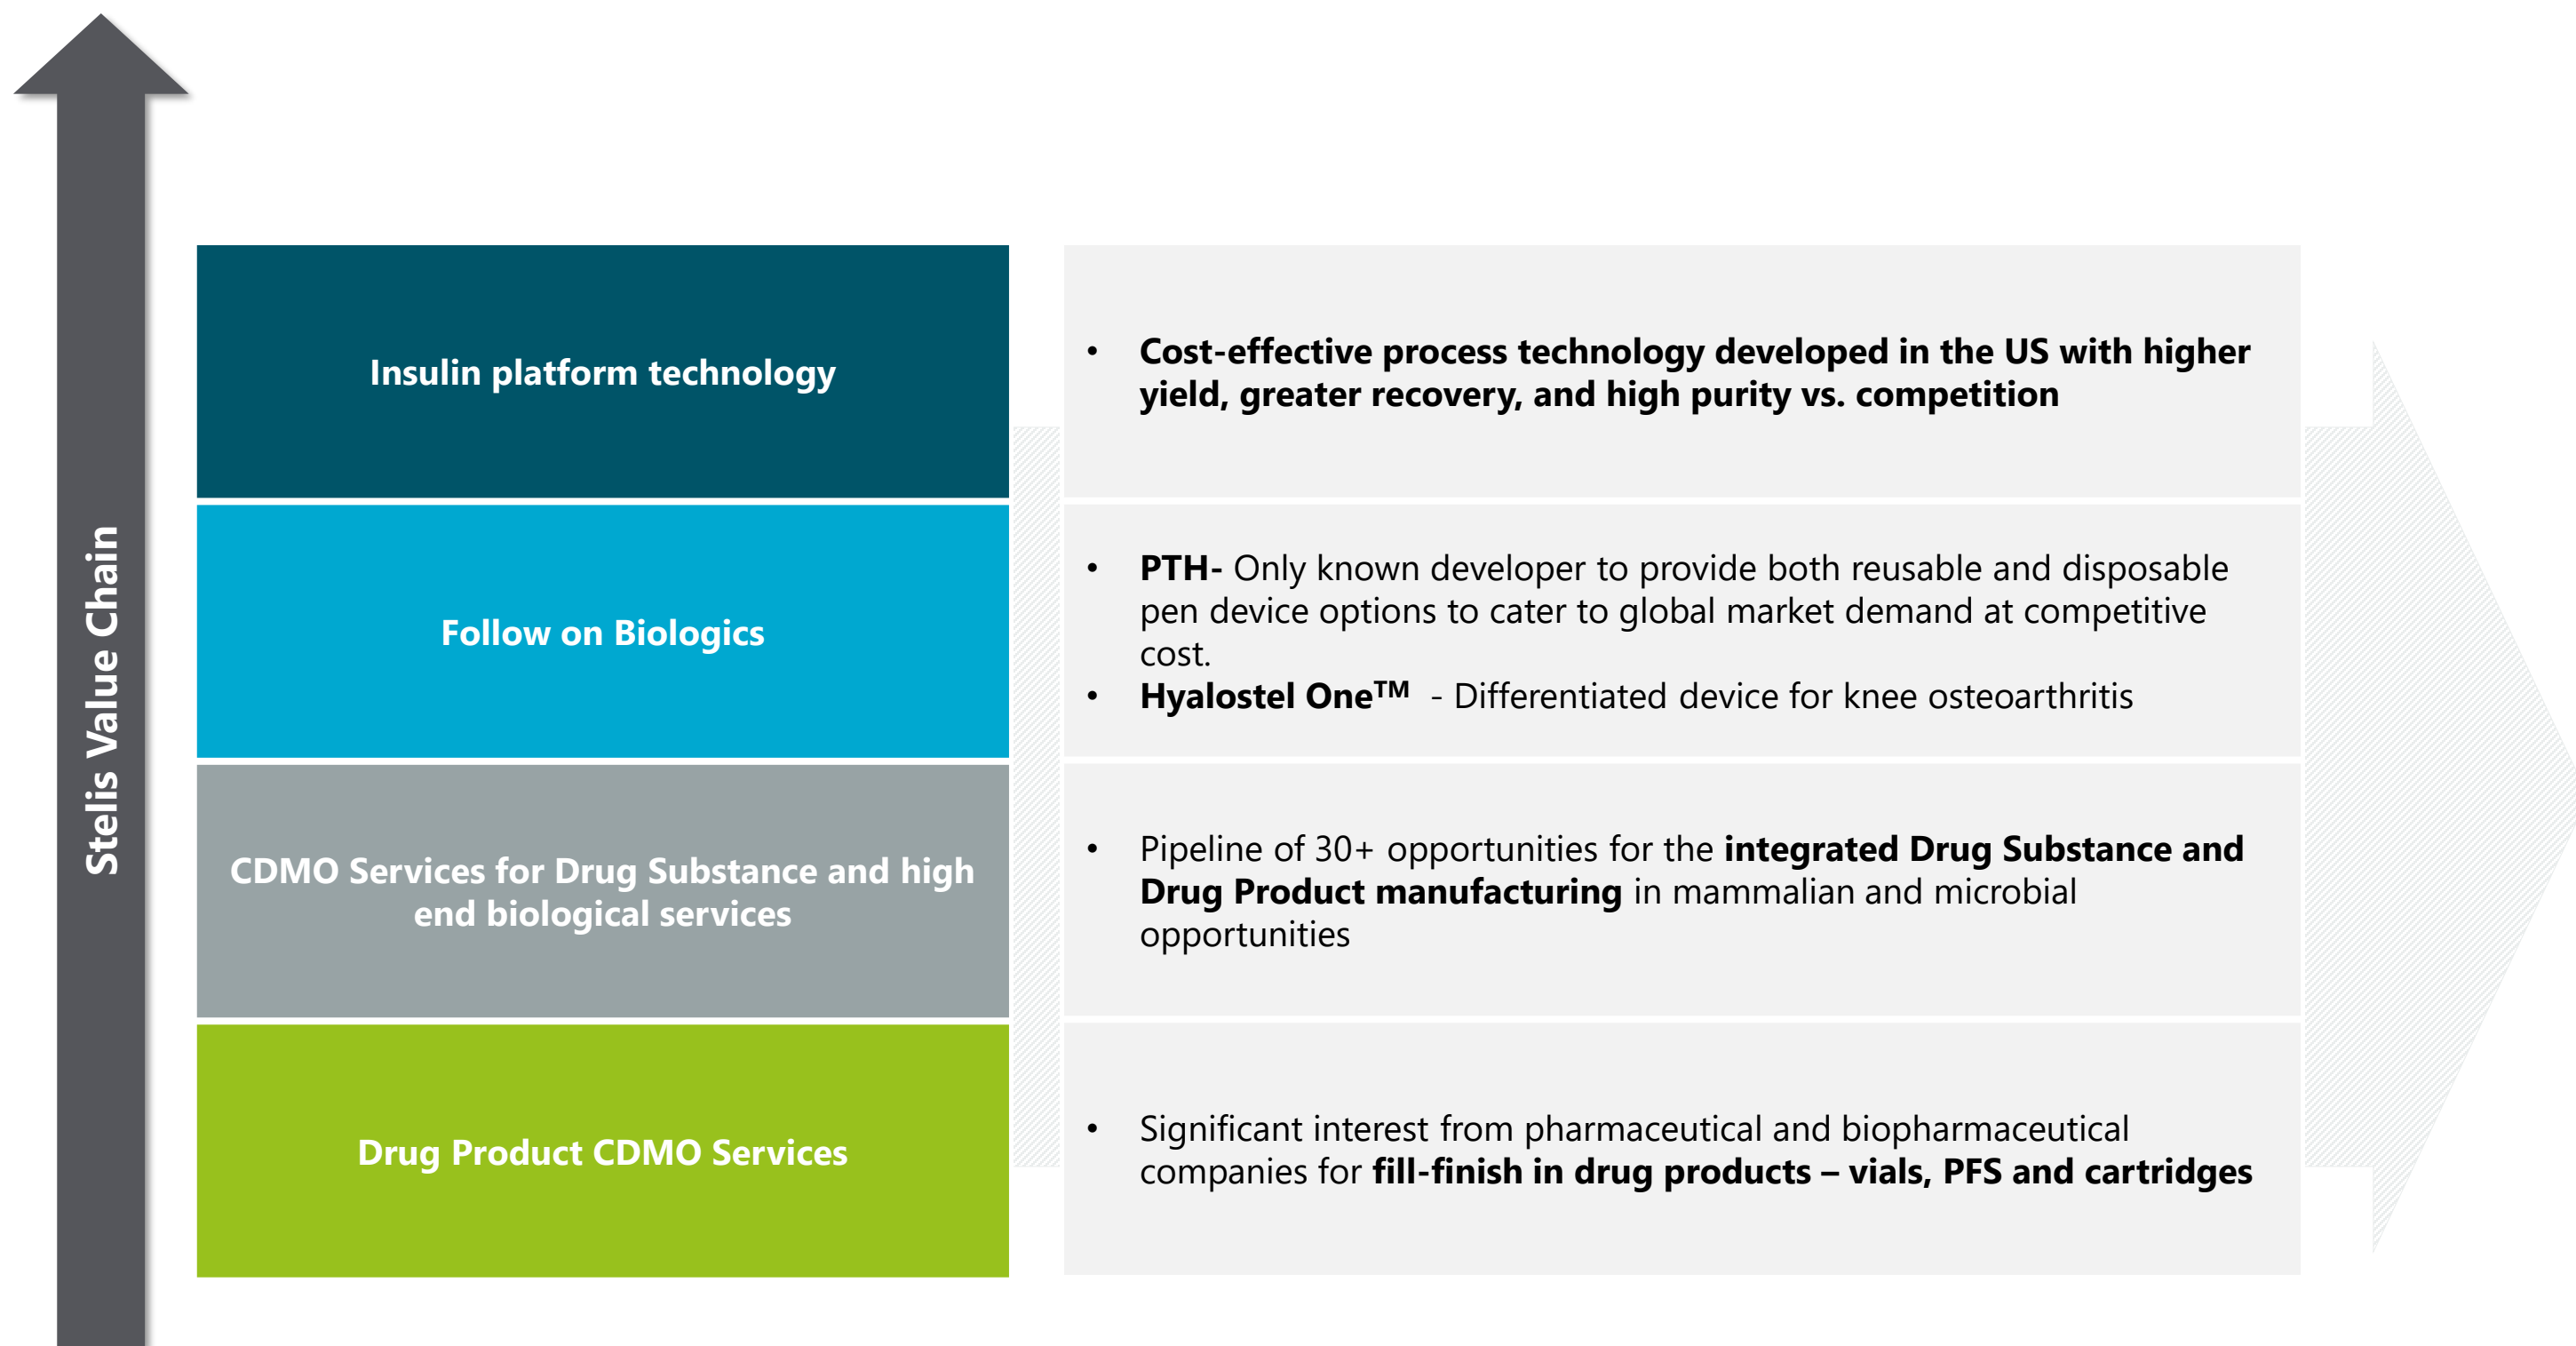 Stelis Value Chain
Insulin platform technology
• Cost-effective process technology developed in the US with higher
yield, greater recovery, and high purity vs. competition
Follow on Biologics
• PTH- Only known developer to provide both reusable and disposable
pen device options to cater to global market demand at competitive
cost.
• Hyalostel One™ - Differentiated device for knee osteoarthritis
CDMO Services for Drug Substance and high
end biological services
• Pipeline of 30+ opportunities for the integrated Drug Substance and
Drug Product manufacturing in mammalian and microbial
opportunities
Drug Product CDMO Services
• Significant interest from pharmaceutical and biopharmaceutical
companies for fill-finish in drug products – vials, PFS and cartridges